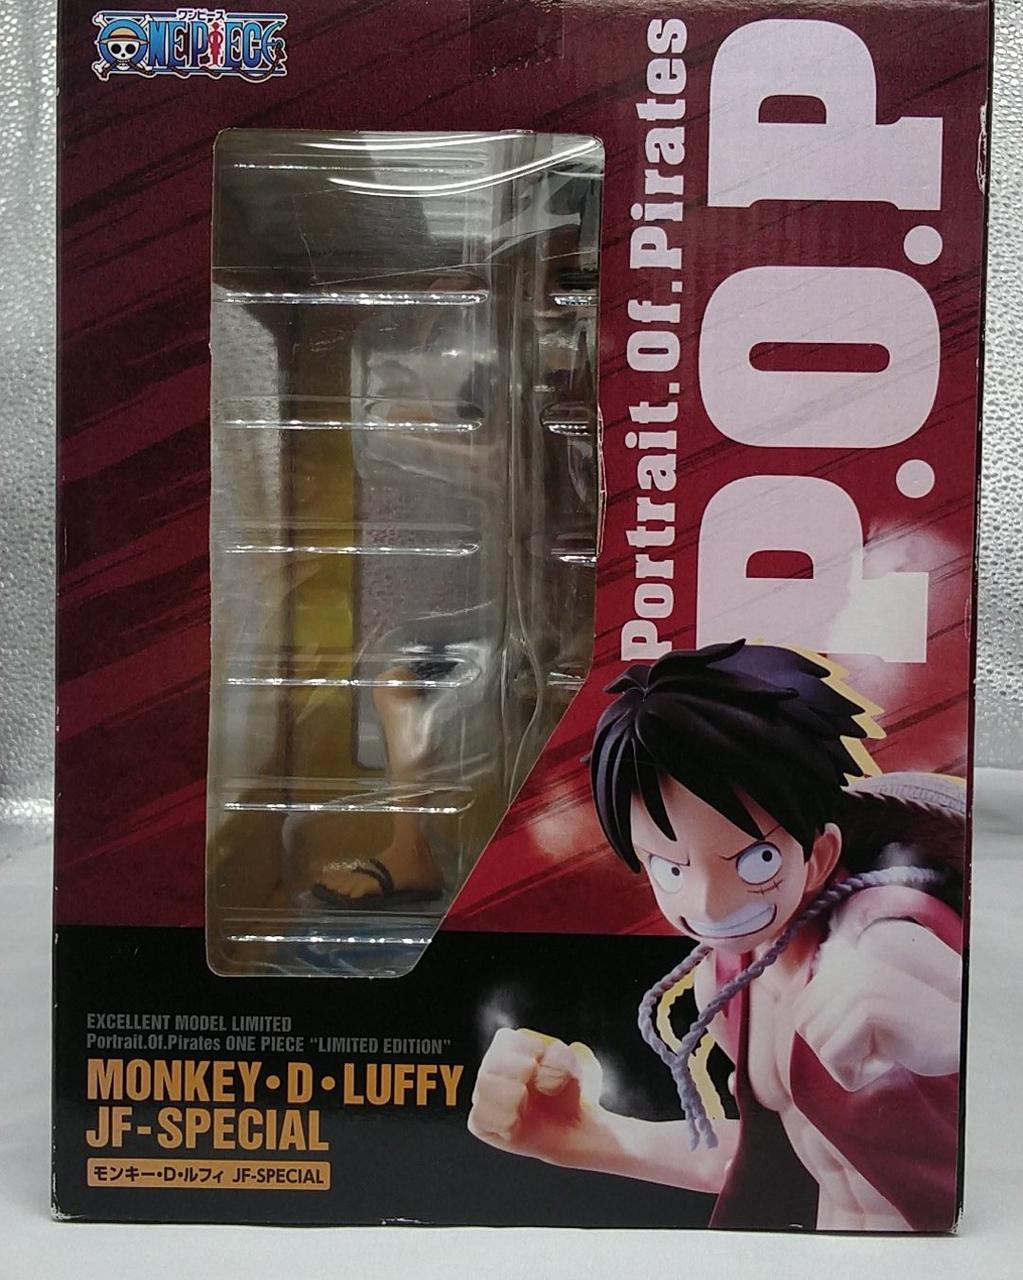 ワンピース
ONE PIECE
Portrait.Of.Pirates
P.O.P
EXCELLENT MODEL LIMITED
Portrait.Of.Pirates ONE PIECE “LIMITED EDITION”
MONKEY・D・LUFFY
JF-SPECIAL
モンキー・D・ルフィ JF-SPECIAL